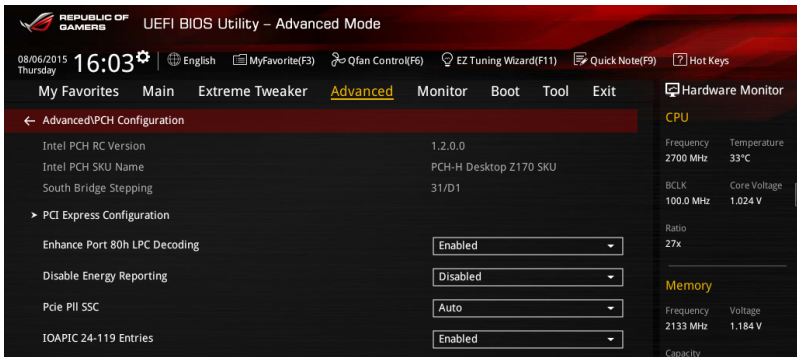 REPUBLIC OF GAMERS UEFI BIOS Utility – Advanced Mode
08/06/2015 Thursday 16:03 English MyFavorite(F3) Qfan Control(F6) EZ Tuning Wizard(F11) Quick Note(F9) ? Hot Keys
My Favorites Main Extreme Tweaker Advanced Monitor Boot Tool Exit
← Advanced\PCH Configuration
Intel PCH RC Version 1.2.0.0
Intel PCH SKU Name PCH-H Desktop Z170 SKU
South Bridge Stepping 31/D1
> PCI Express Configuration
Enhance Port 80h LPC Decoding Enabled
Disable Energy Reporting Disabled
Pcie Pll SSC Auto
IOAPIC 24-119 Entries Enabled
Hardware Monitor
CPU
Frequency Temperature
2700 MHz 33°C
BCLK Core Voltage
100.0 MHz 1.024 V
Ratio
27x
Memory
Frequency Voltage
2133 MHz 1.184 V
Capacity